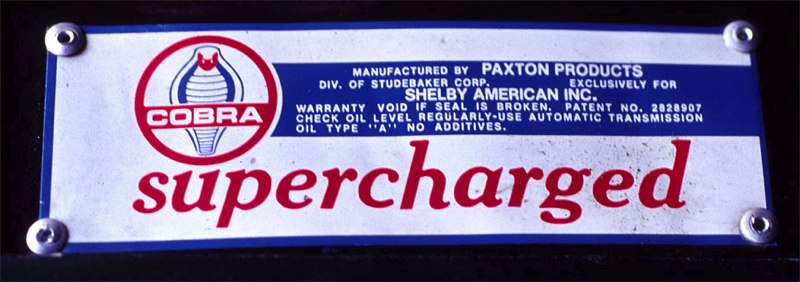 COBRA
MANUFACTURED BY PAXTON PRODUCTS
DIV. OF STUDEBAKER CORP. EXCLUSIVELY FOR
SHELBY AMERICAN INC.
WARRANTY VOID IF SEAL IS BROKEN. PATENT NO. 2828907
CHECK OIL LEVEL REGULARLY-USE AUTOMATIC TRANSMISSION
OIL TYPE "A" NO ADDITIVES.
supercharged